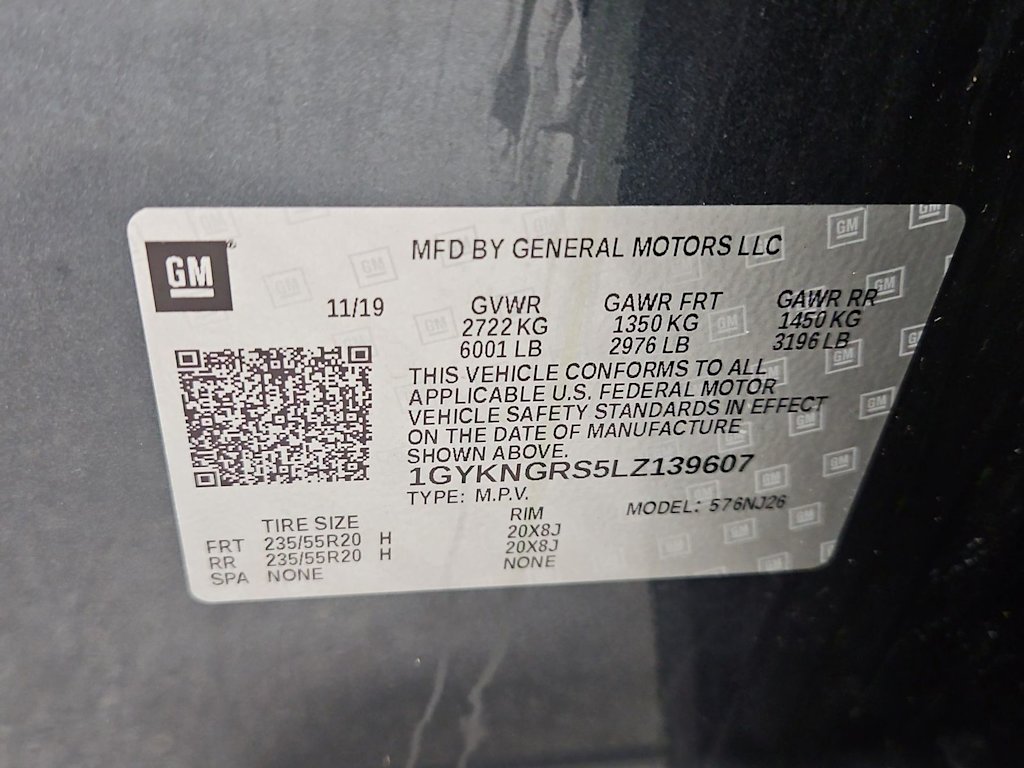 GM®
MFD BY GENERAL MOTORS LLC
11/19 GVWR GAWR FRT GAWR RR
2722 KG 1350 KG 1450 KG
6001 LB 2976 LB 3196 LB
THIS VEHICLE CONFORMS TO ALL
APPLICABLE U.S. FEDERAL MOTOR
VEHICLE SAFETY STANDARDS IN EFFECT
ON THE DATE OF MANUFACTURE
SHOWN ABOVE.
1GYKNGRS5LZ139607
TYPE: M.P.V. MODEL: 576NJ26
TIRE SIZE RIM
FRT 235/55R20 H 20X8J
RR 235/55R20 H 20X8J
SPA NONE NONE